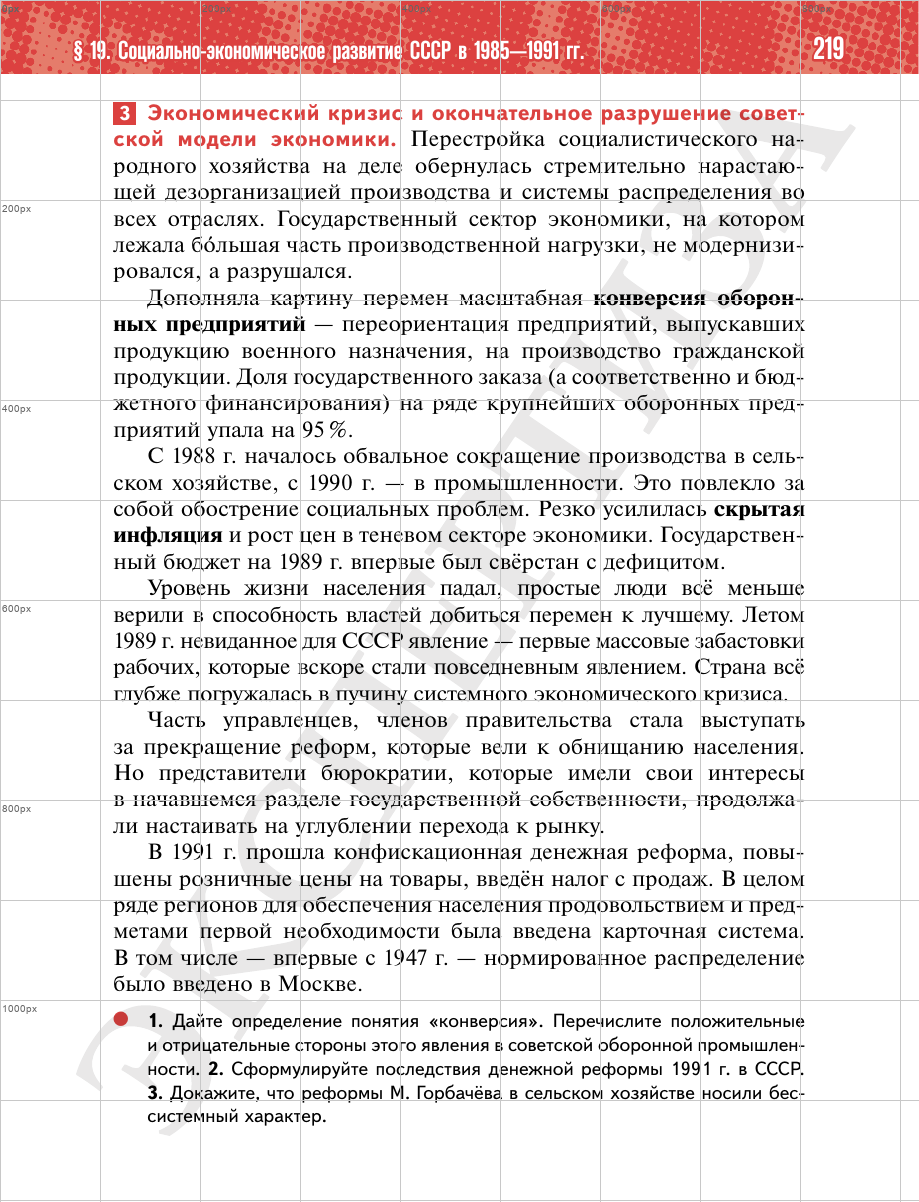 § 19. Социально-экономическое развитие СССР в 1985—1991 гг.
219
3 Экономический кризис и окончательное разрушение совет-
ской модели экономики. Перестройка социалистического на-
родного хозяйства на деле обернулась стремительно нарастаю-
щей дезорганизацией производства и системы распределения во
всех отраслях. Государственный сектор экономики, на котором
лежала бо́льшая часть производственной нагрузки, не модернизи-
ровался, а разрушался.
Дополняла картину перемен масштабная конверсия оборон-
ных предприятий — переориентация предприятий, выпускавших
продукцию военного назначения, на производство гражданской
продукции. Доля государственного заказа (а соответственно и бюд-
жетного финансирования) на ряде крупнейших оборонных пред-
приятий упала на 95 %.
С 1988 г. началось обвальное сокращение производства в сель-
ском хозяйстве, с 1990 г. — в промышленности. Это повлекло за
собой обострение социальных проблем. Резко усилилась скрытая
инфляция и рост цен в теневом секторе экономики. Государствен-
ный бюджет на 1989 г. впервые был свёрстан с дефицитом.
Уровень жизни населения падал, простые люди всё меньше
верили в способность властей добиться перемен к лучшему. Летом
1989 г. невиданное для СССР явление — первые массовые забастовки
рабочих, которые вскоре стали повседневным явлением. Страна всё
глубже погружалась в пучину системного экономического кризиса.
Часть управленцев, членов правительства стала выступать
за прекращение реформ, которые вели к обнищанию населения.
Но представители бюрократии, которые имели свои интересы
в начавшемся разделе государственной собственности, продолжа-
ли настаивать на углублении перехода к рынку.
В 1991 г. прошла конфискационная денежная реформа, повы-
шены розничные цены на товары, введён налог с продаж. В целом
ряде регионов для обеспечения населения продовольствием и пред-
метами первой необходимости была введена карточная система.
В том числе — впервые с 1947 г. — нормированное распределение
было введено в Москве.
1. Дайте определение понятия «конверсия». Перечислите положительные
и отрицательные стороны этого явления в советской оборонной промышлен-
ности. 2. Сформулируйте последствия денежной реформы 1991 г. в СССР.
3. Докажите, что реформы М. Горбачёва в сельском хозяйстве носили бес-
системный характер.
ЭКСПЕРТИЗА
200px
400px
600px
800px
1000px